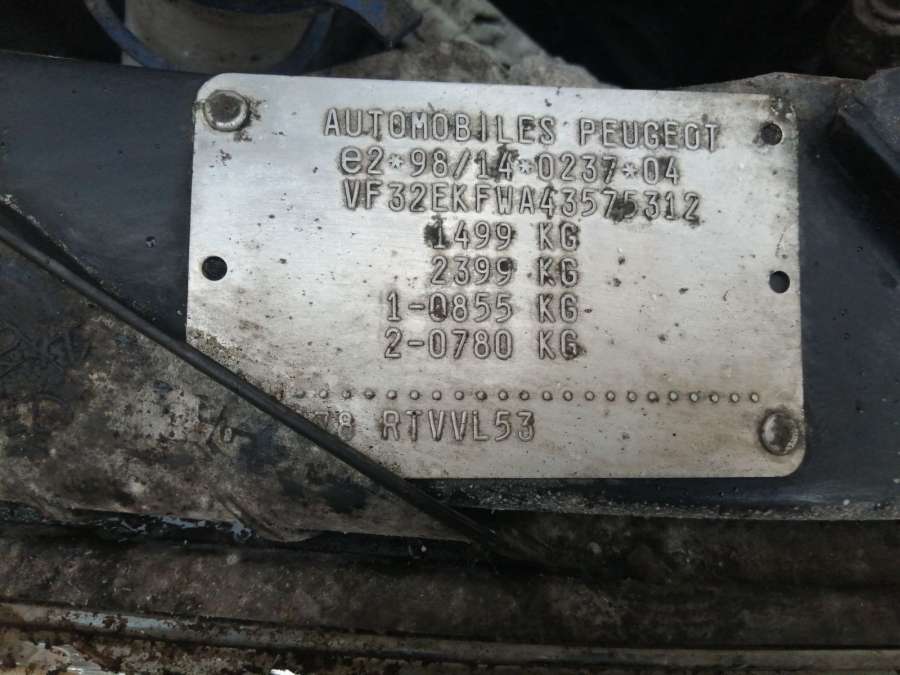 AUTOMOBILES PEUGEOT
e2*98/14*0237*04
VF32EKFWA43575312
1499 KG
2399 KG
1-0855 KG
2-0780 KG
78 RTVVL53